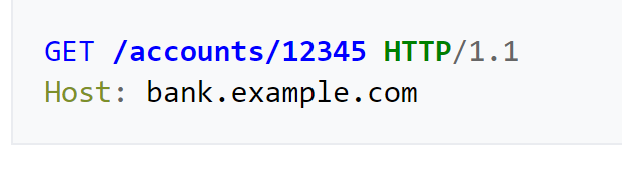 GET /accounts/12345 HTTP/1.1
Host: bank.example.com